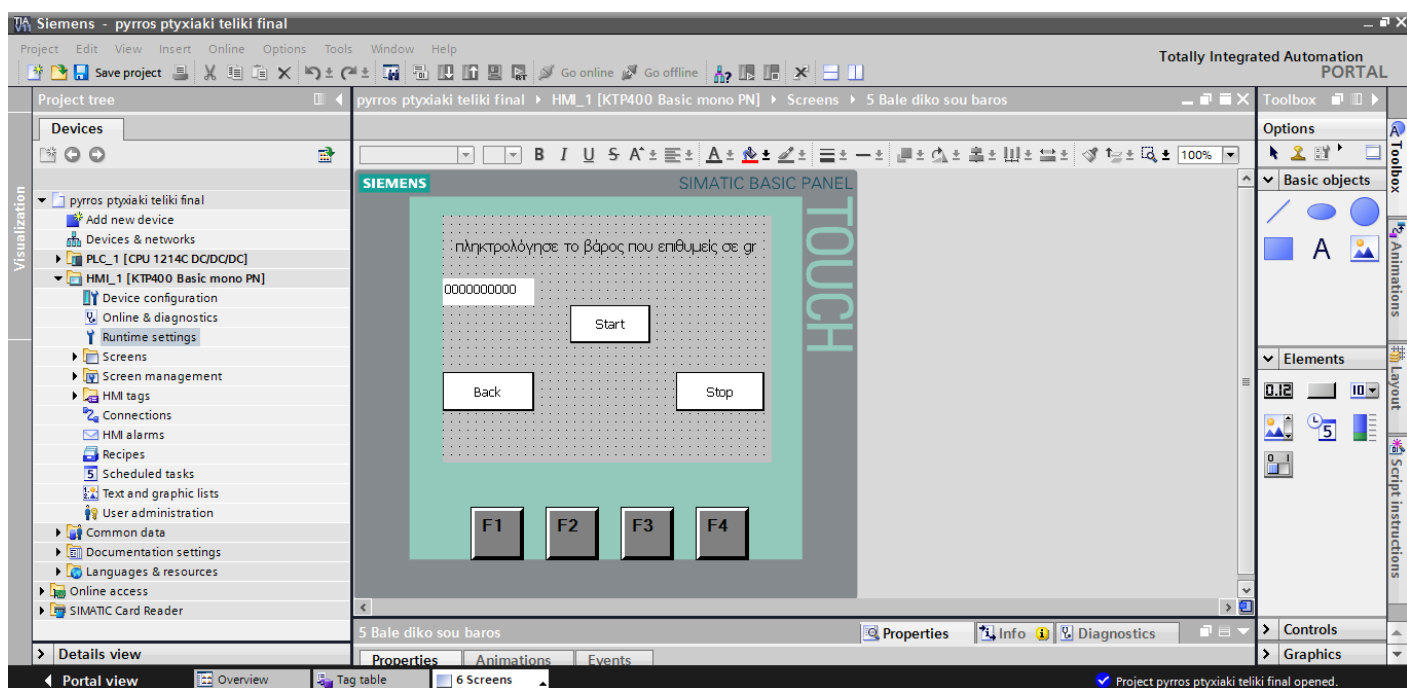 Siemens - pyrros ptyxiaki teliki final
Project Edit View Insert Online Options Tools Window Help
Totally Integrated Automation
PORTAL
Save project
Go online
Go offline
Project tree
pyrros ptyxiaki teliki final HMI_1 [KTP400 Basic mono PN] Screens 5 Bale diko sou baros
Toolbox
Devices
Options
B I U S A A 100%
Visualization
pyrros ptyxiaki teliki final
Add new device
Devices & networks
PLC_1 [CPU 1214C DC/DC/DC]
HMI_1 [KTP400 Basic mono PN]
Device configuration
Online & diagnostics
Runtime settings
Screens
Screen management
HMI tags
Connections
HMI alarms
Recipes
Scheduled tasks
Text and graphic lists
User administration
Common data
Documentation settings
Languages & resources
Online access
SIMATIC Card Reader
Details view
SIEMENS
SIMATIC BASIC PANEL
TOUCH
πληκτρολόγησε το βάρος που επιθυμείς σε gr
0000000000
Start
Back
Stop
F1 F2 F3 F4
5 Bale diko sou baros
Properties Info Diagnostics
Properties Animations Events
Basic objects
A
Elements
0.12
10
5
0 1
Controls
Graphics
Toolbox
Animations
Layout
Script instructions
Portal view
Overview
Tag table
6 Screens
Project pyrros ptyxiaki teliki final opened.